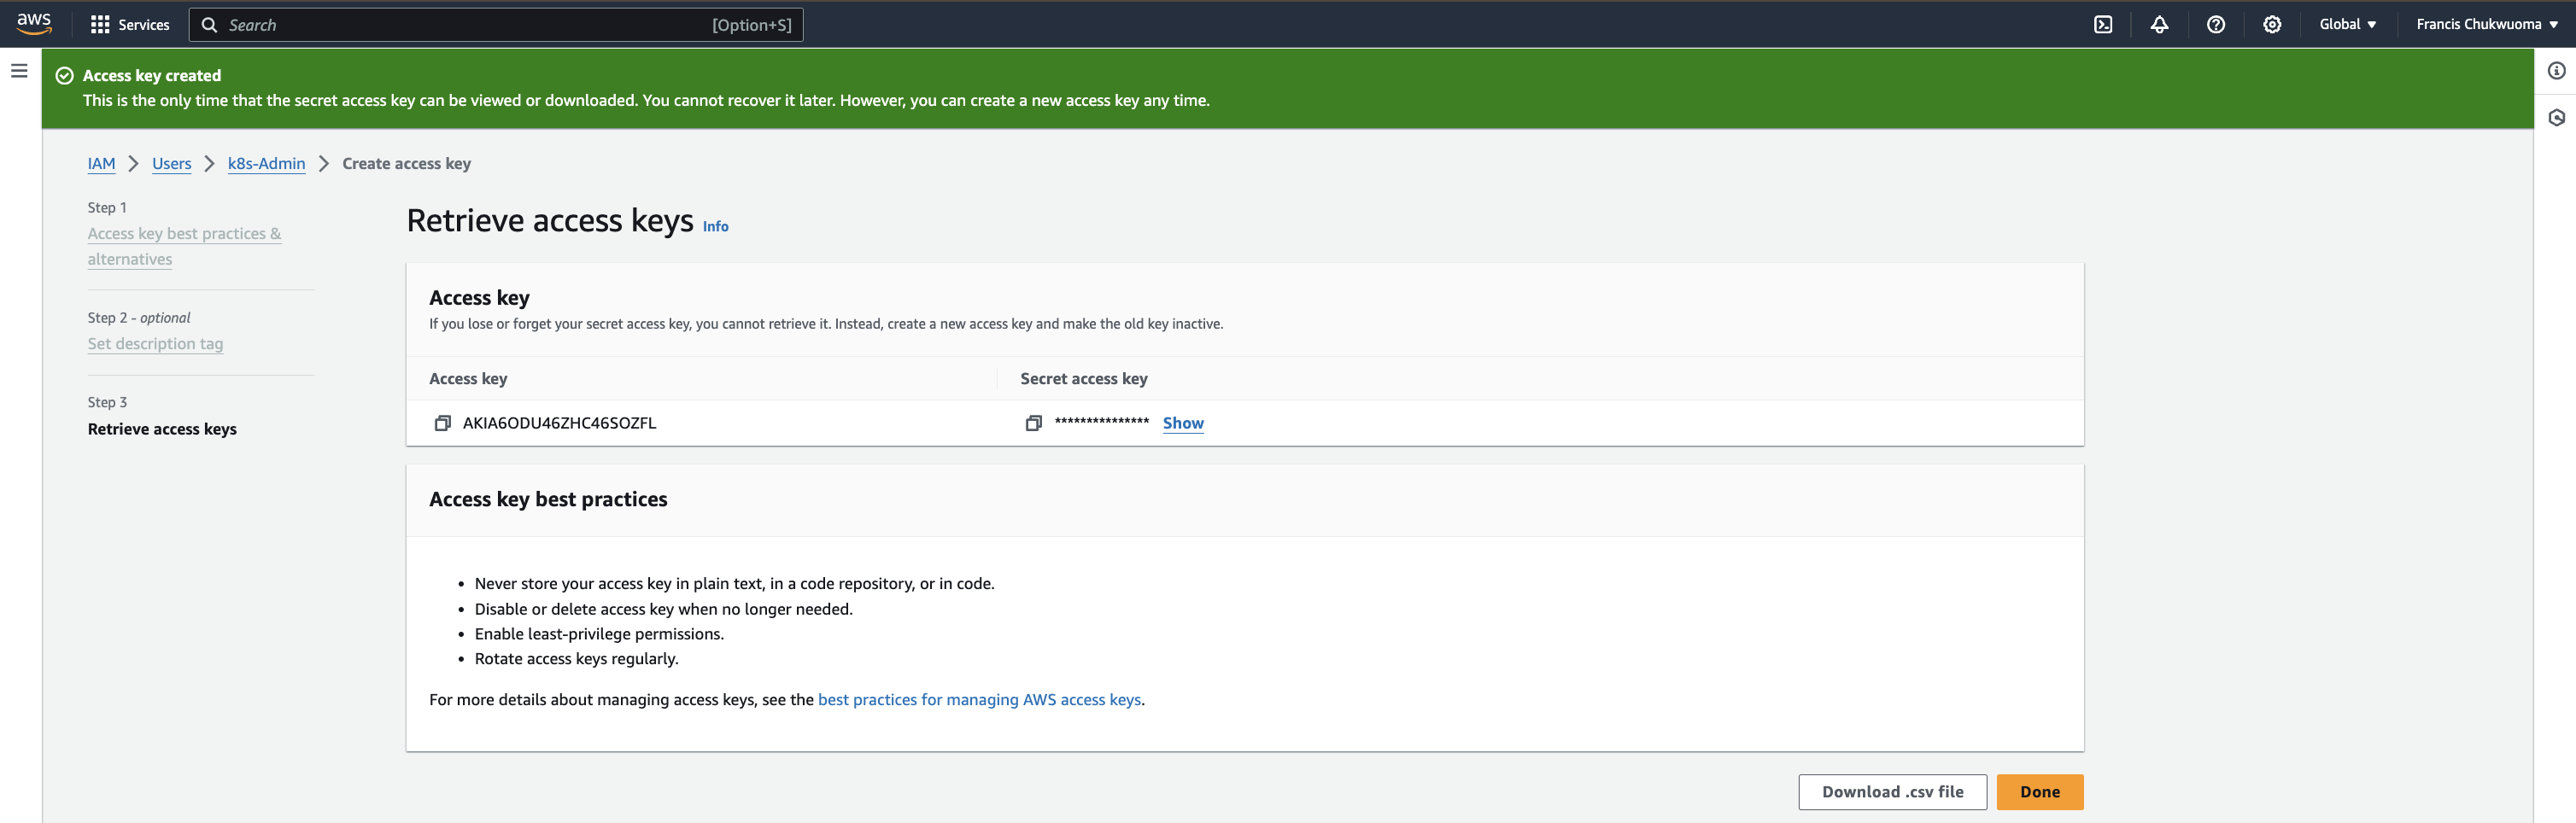 aws
Services
Search
[Option+S]
Global
Francis Chukwuoma
Access key created
This is the only time that the secret access key can be viewed or downloaded. You cannot recover it later. However, you can create a new access key any time.
IAM
Users
k8s-Admin
Create access key
Step 1
Access key best practices &
alternatives
Step 2 - optional
Set description tag
Step 3
Retrieve access keys
Retrieve access keys Info
Access key
If you lose or forget your secret access key, you cannot retrieve it. Instead, create a new access key and make the old key inactive.
Access key
Secret access key
AKIA6ODU46ZHC46SOZFL
*************** Show
Access key best practices
• Never store your access key in plain text, in a code repository, or in code.
• Disable or delete access key when no longer needed.
• Enable least-privilege permissions.
• Rotate access keys regularly.
For more details about managing access keys, see the best practices for managing AWS access keys.
Download .csv file
Done